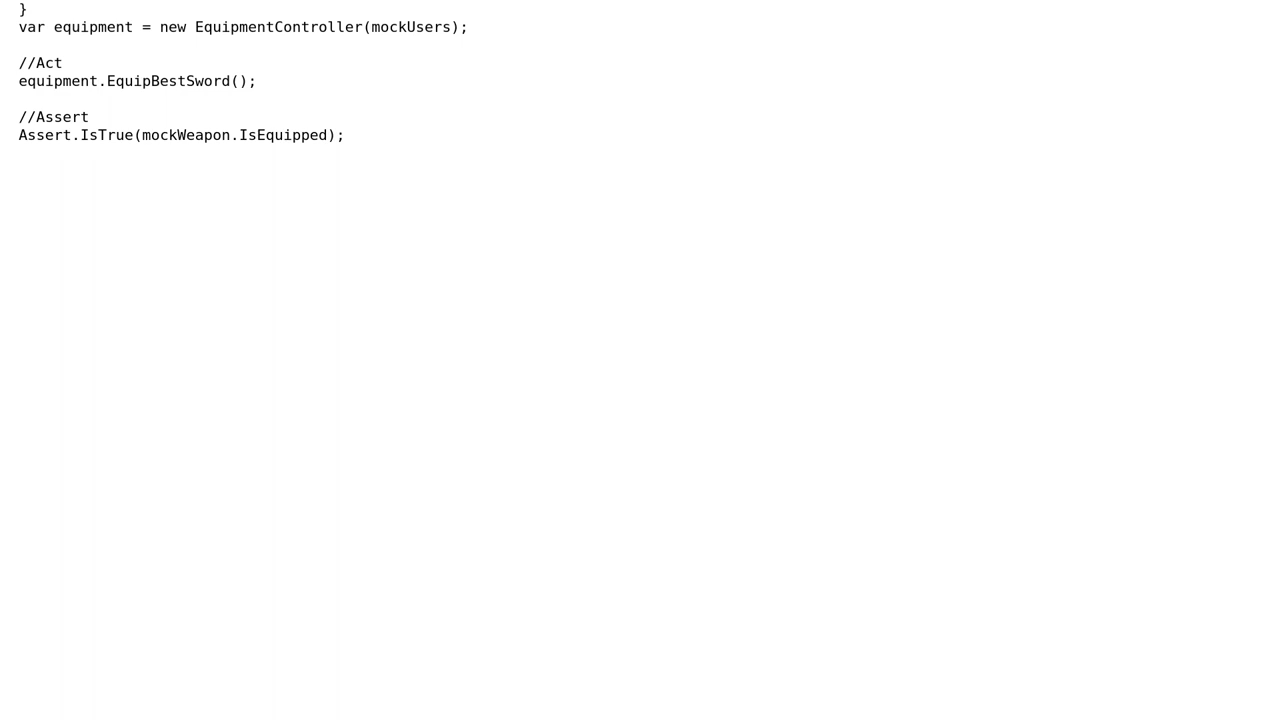 }
var equipment = new EquipmentController(mockUsers);
//Act
equipment.EquipBestSword();
//Assert
Assert.IsTrue(mockWeapon.IsEquipped);